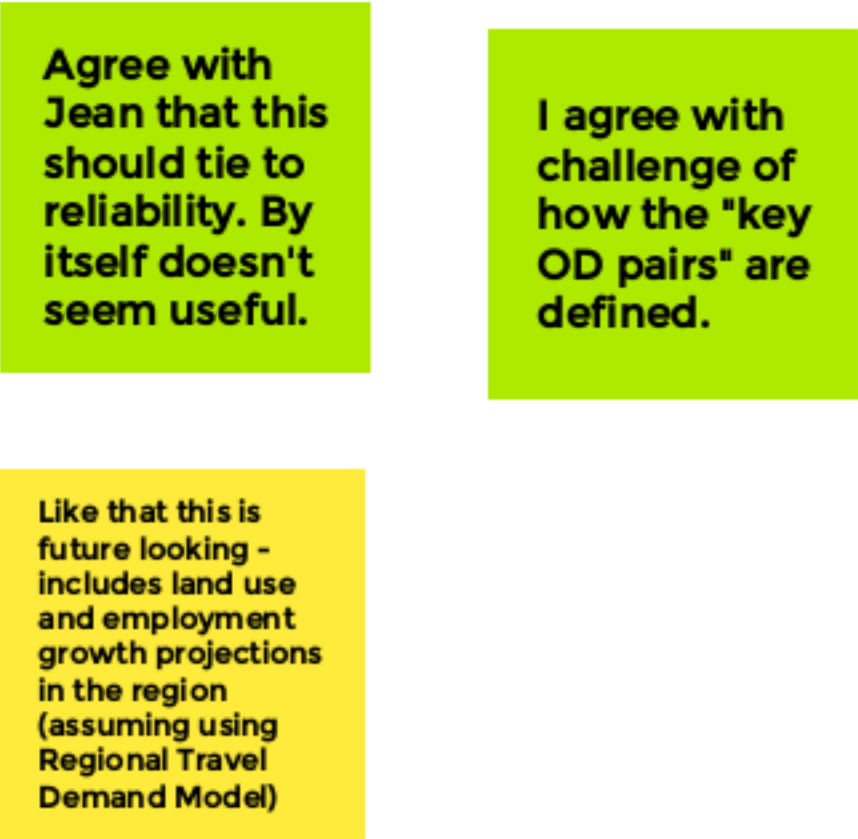 Agree with
Jean that this
should tie to
reliability. By
itself doesn't
seem useful.
I agree with
challenge of
how the "key
OD pairs" are
defined.
Like that this is
future looking -
includes land use
and employment
growth projections
in the region
(assuming using
Regional Travel
Demand Model)